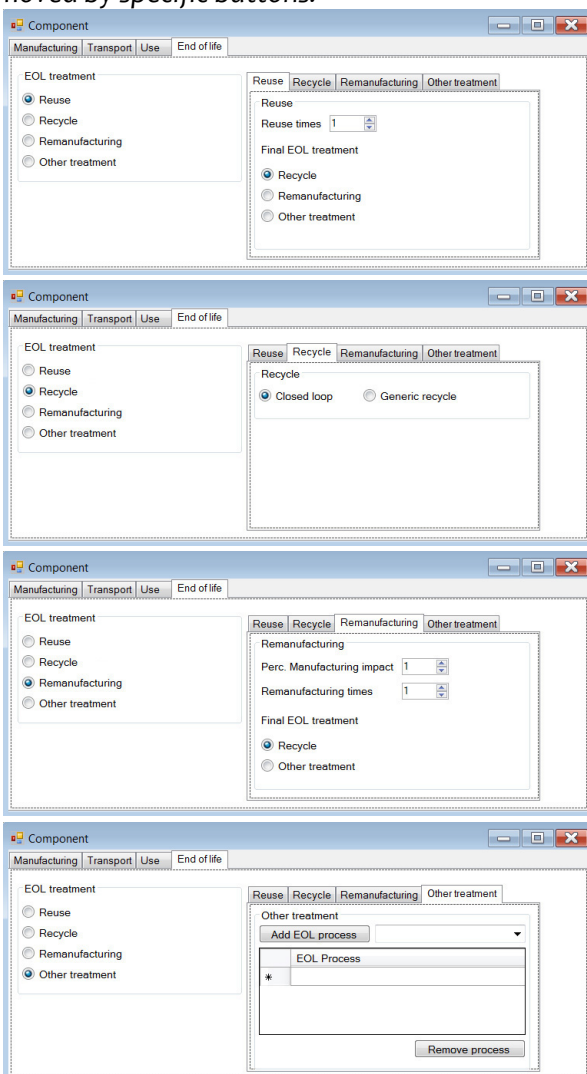 moved by specific buttons.
Component
Manufacturing Transport Use End of life
EOL treatment
Reuse
Recycle
Remanufacturing
Other treatment
Reuse Recycle Remanufacturing Other treatment
Reuse
Reuse times 1
Final EOL treatment
Recycle
Remanufacturing
Other treatment
Component
Manufacturing Transport Use End of life
EOL treatment
Reuse
Recycle
Remanufacturing
Other treatment
Reuse Recycle Remanufacturing Other treatment
Recycle
Closed loop Generic recycle
Component
Manufacturing Transport Use End of life
EOL treatment
Reuse
Recycle
Remanufacturing
Other treatment
Reuse Recycle Remanufacturing Other treatment
Remanufacturing
Perc. Manufacturing impact 1
Remanufacturing times 1
Final EOL treatment
Recycle
Other treatment
Component
Manufacturing Transport Use End of life
EOL treatment
Reuse
Recycle
Remanufacturing
Other treatment
Reuse Recycle Remanufacturing Other treatment
Other treatment
Add EOL process
EOL Process
*
Remove process